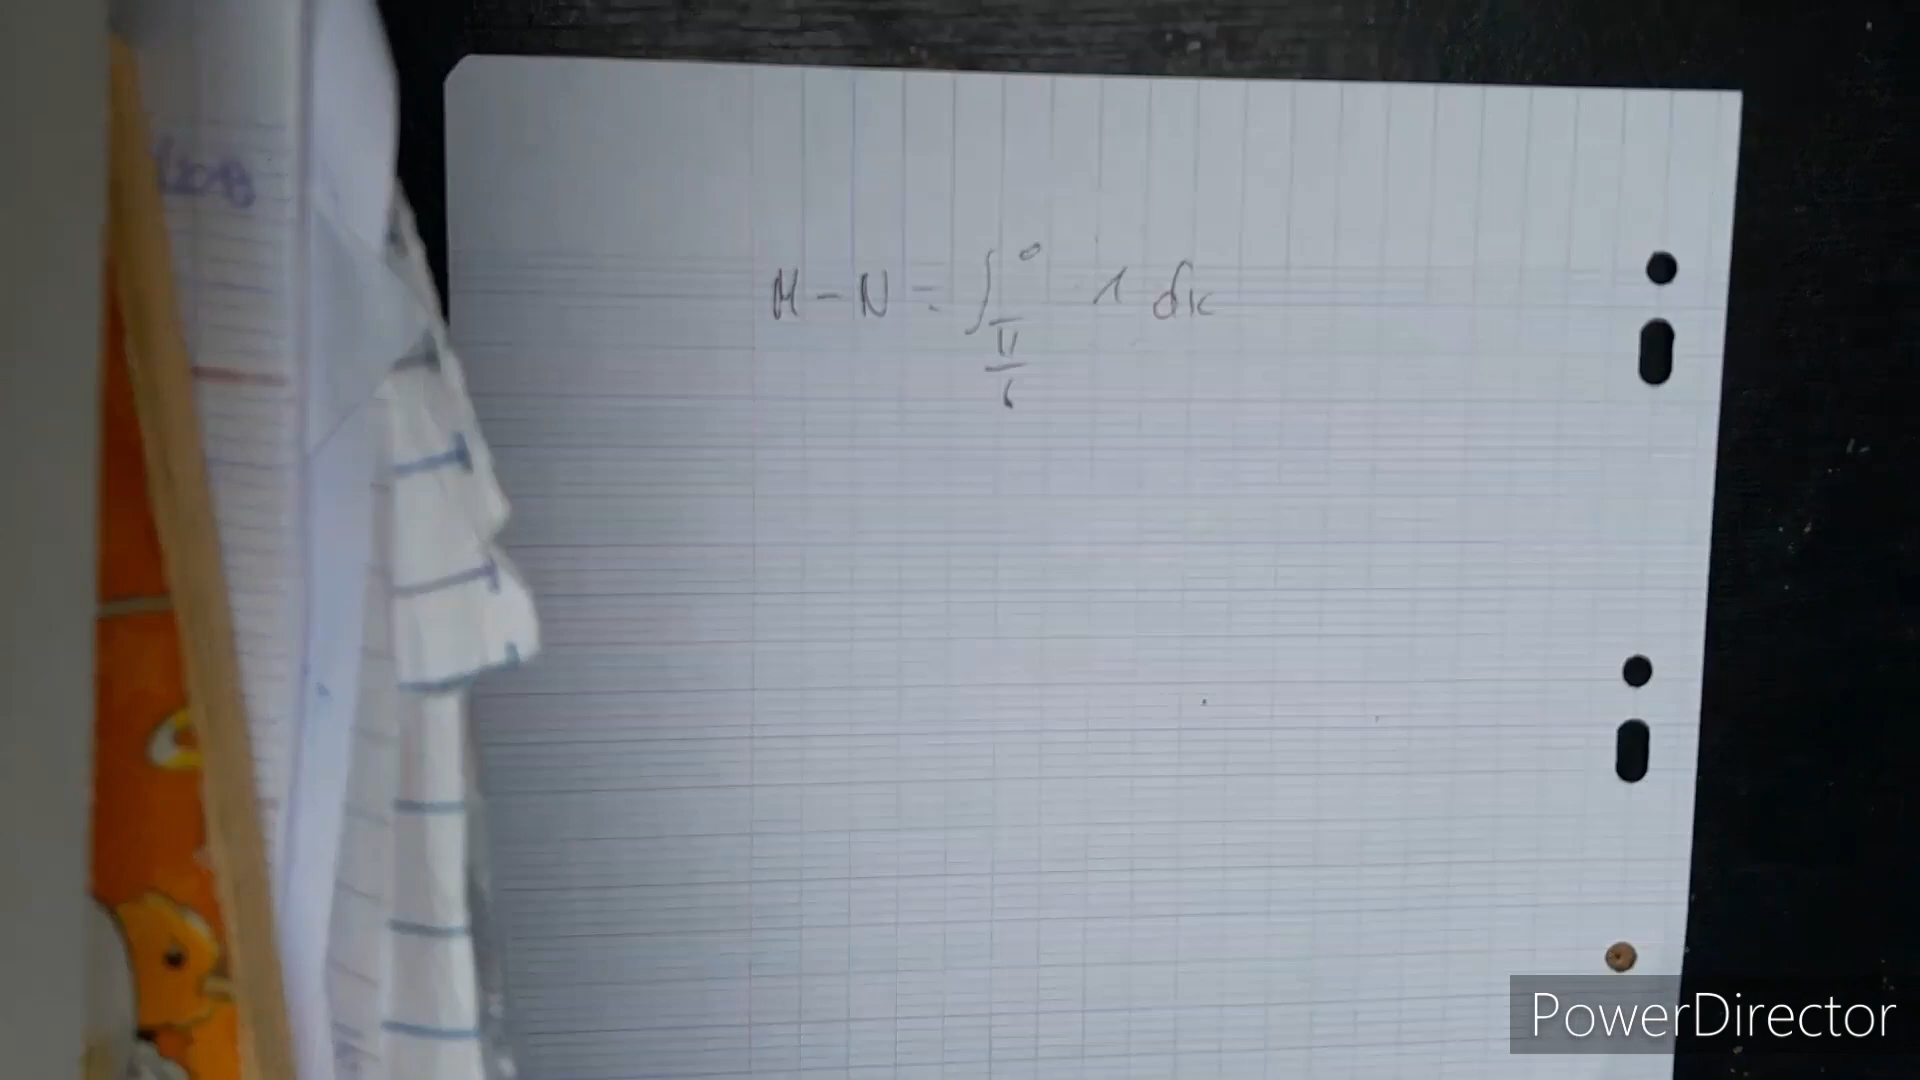 M - N = ∫_{π/6}^{0} 1 dx
PowerDirector